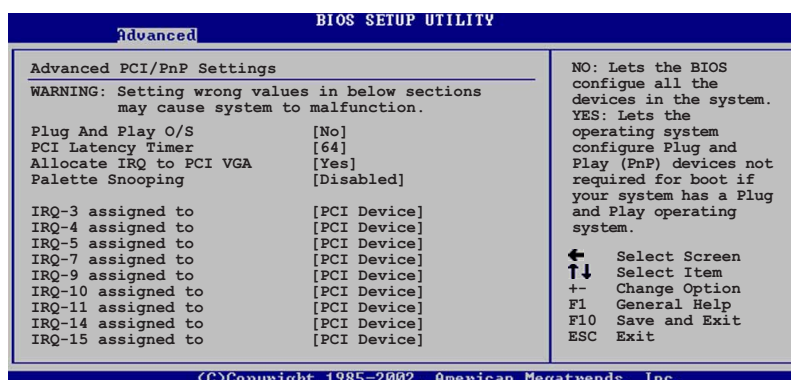 BIOS SETUP UTILITY
Advanced
Advanced PCI/PnP Settings
WARNING: Setting wrong values in below sections
may cause system to malfunction.
Plug And Play O/S [No]
PCI Latency Timer [64]
Allocate IRQ to PCI VGA [Yes]
Palette Snooping [Disabled]
IRQ-3 assigned to [PCI Device]
IRQ-4 assigned to [PCI Device]
IRQ-5 assigned to [PCI Device]
IRQ-7 assigned to [PCI Device]
IRQ-9 assigned to [PCI Device]
IRQ-10 assigned to [PCI Device]
IRQ-11 assigned to [PCI Device]
IRQ-14 assigned to [PCI Device]
IRQ-15 assigned to [PCI Device]
NO: Lets the BIOS
configue all the
devices in the system.
YES: Lets the
operating system
configure Plug and
Play (PnP) devices not
required for boot if
your system has a Plug
and Play operating
system.
← Select Screen
↑↓ Select Item
+- Change Option
F1 General Help
F10 Save and Exit
ESC Exit
(C)Copyright 1985-2002, American Megatrends, Inc.